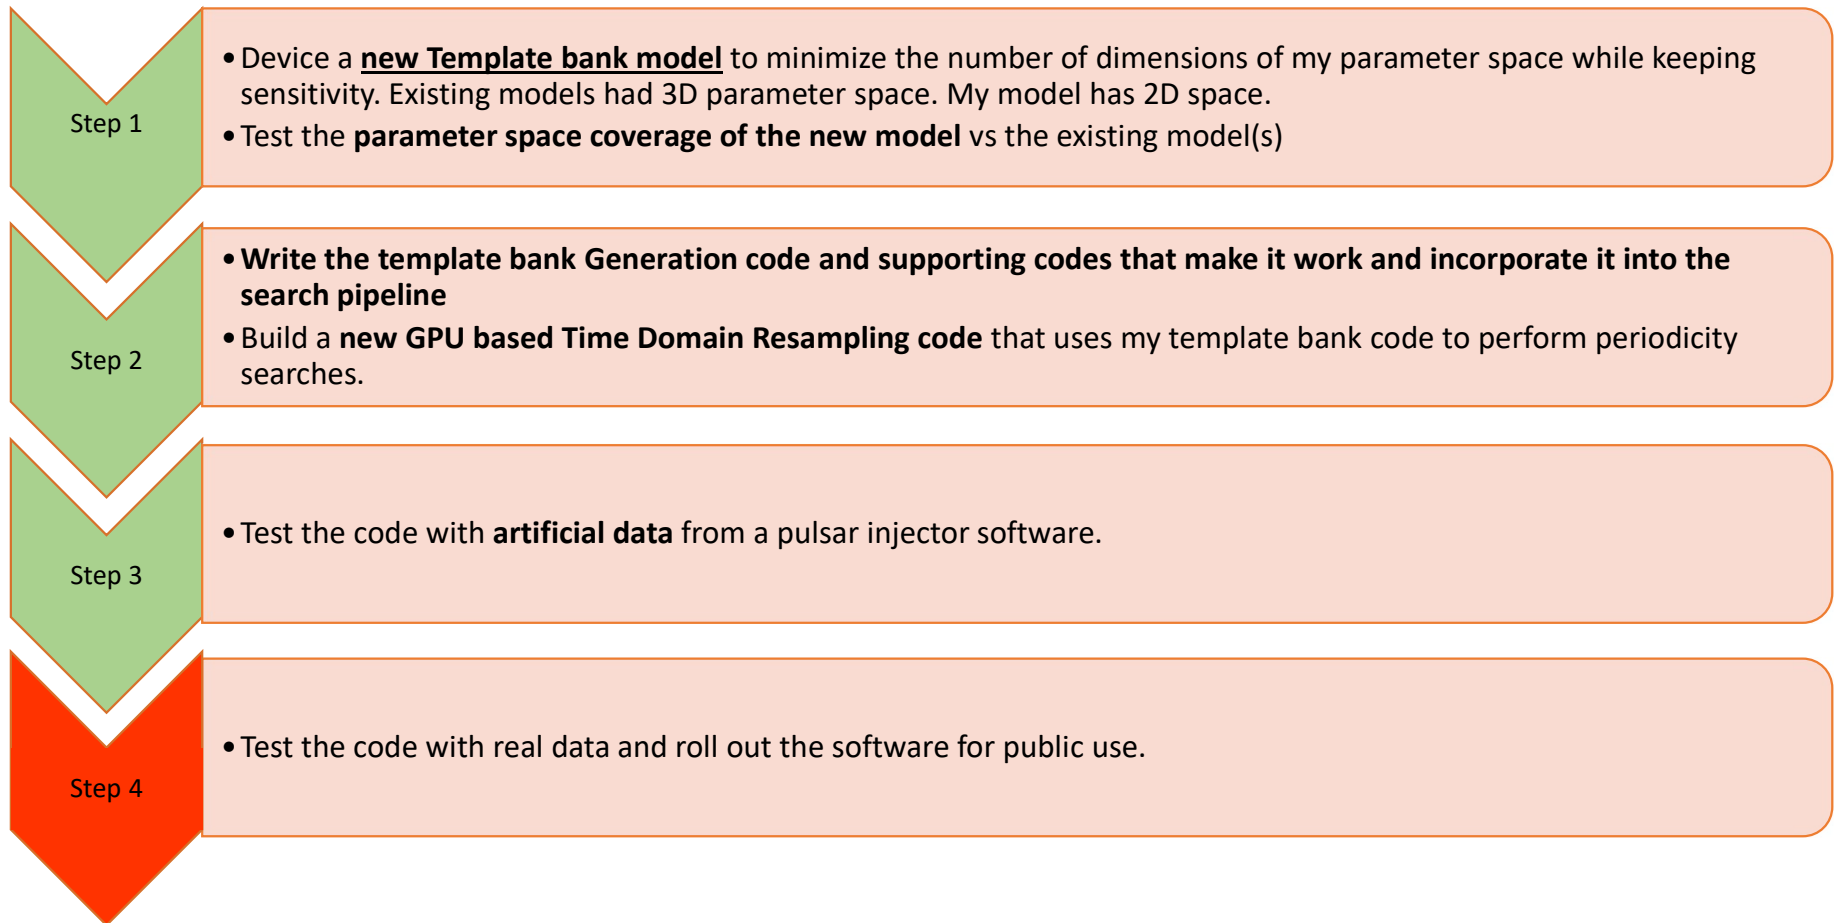 Step 1
•Device a new Template bank model to minimize the number of dimensions of my parameter space while keeping
sensitivity. Existing models had 3D parameter space. My model has 2D space.
•Test the parameter space coverage of the new model vs the existing model(s)
Step 2
•Write the template bank Generation code and supporting codes that make it work and incorporate it into the
search pipeline
•Build a new GPU based Time Domain Resampling code that uses my template bank code to perform periodicity
searches.
Step 3
•Test the code with artificial data from a pulsar injector software.
Step 4
•Test the code with real data and roll out the software for public use.